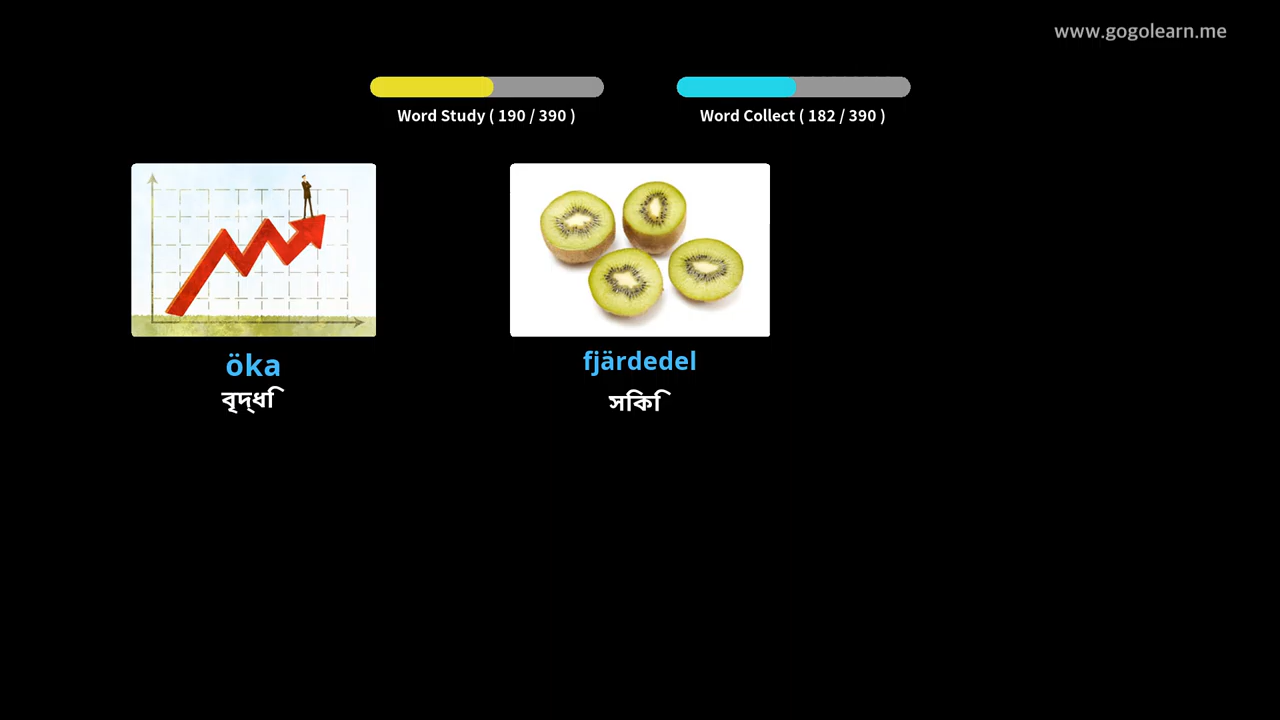 www.gogolearn.me
Word Study ( 190 / 390 )
Word Collect ( 182 / 390 )
öka
বৃদ্ধি
fjärdedel
সিকি